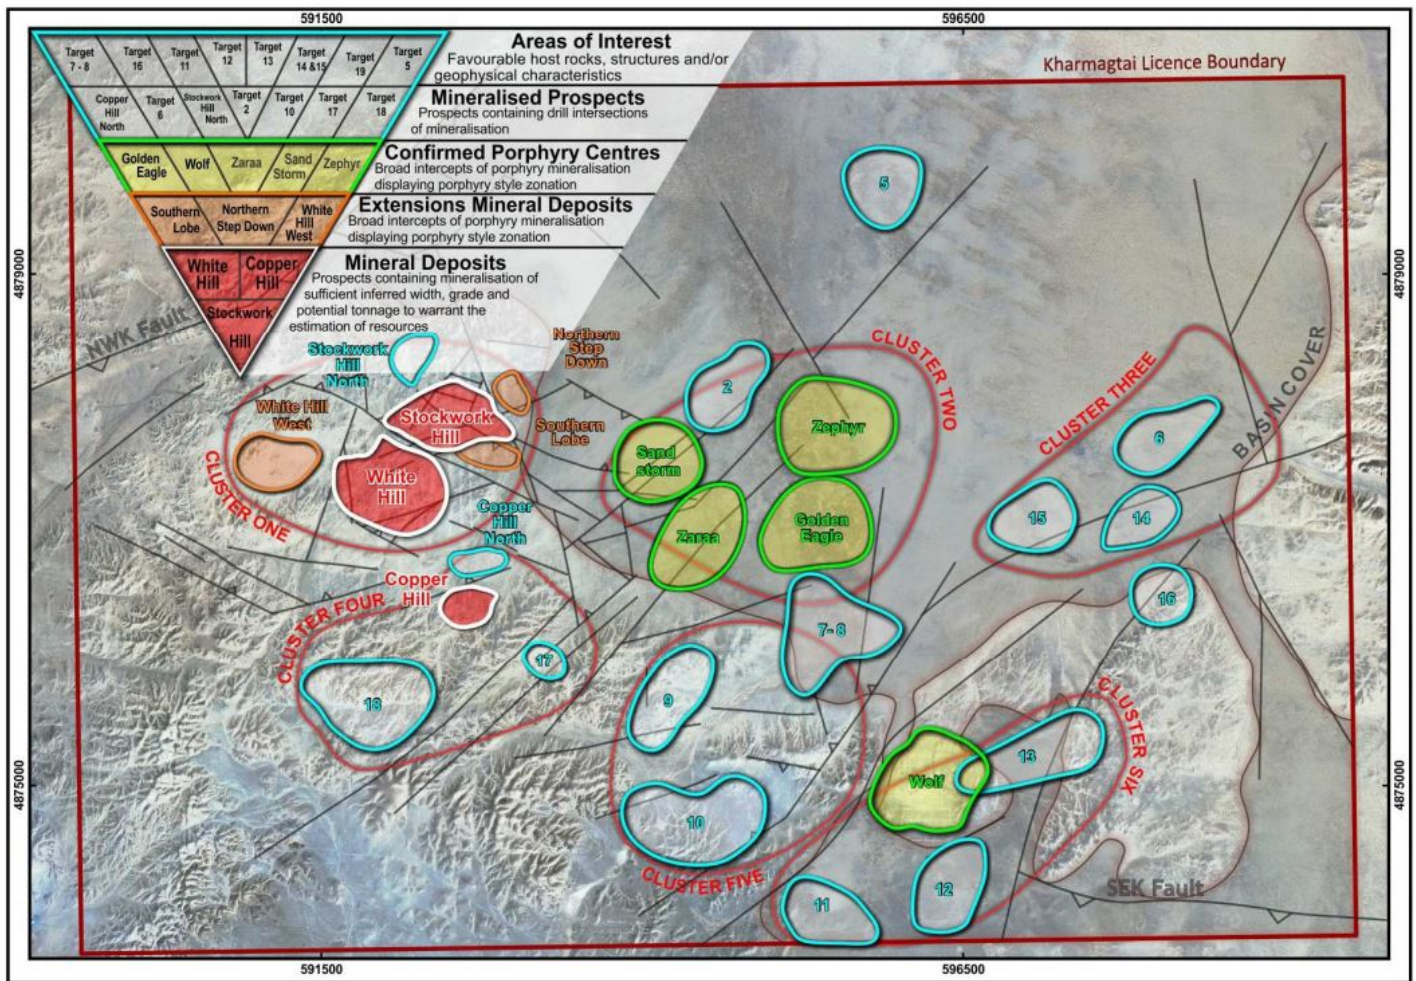 591500
596500
Target 7 - 8
Target 16
Target 11
Target 12
Target 13
Target 14 &15
Target 19
Target 5
Areas of Interest
Favourable host rocks, structures and/or
geophysical characteristics
Copper Hill North
Target 6
Stockwork Hill North
Target 2
Target 10
Target 17
Target 18
Mineralised Prospects
Prospects containing drill intersections
of mineralisation
Golden Eagle
Wolf
Zaraa
Sand Storm
Zephyr
Confirmed Porphyry Centres
Broad intercepts of porphyry mineralisation
displaying porphyry style zonation
Southern Lobe
Northern Step Down
White Hill West
Extensions Mineral Deposits
Broad intercepts of porphyry mineralisation
displaying porphyry style zonation
White Hill
Copper Hill
Stockwork Hill
Mineral Deposits
Prospects containing mineralisation of
sufficient inferred width, grade and
potential tonnage to warrant the
estimation of resources
Kharmagtai Licence Boundary
5
4879000
4879000
NWK Fault
Stockwork
Hill
North
Northern
Step
Down
CLUSTER TWO
CLUSTER THREE
BASIN COVER
2
White Hill
West
Stockwork
Hill
Southern
Lobe
Zephyr
6
Sand
storm
White
Hill
CLUSTER ONE
Copper
Hill
North
Zaraa
Golden
Eagle
15
14
Copper
Hill
CLUSTER FOUR
16
7- 8
17
18
9
CLUSTER SIX
13
Wolf
4875000
4875000
10
CLUSTER FIVE
12
SEK Fault
11
591500
596500